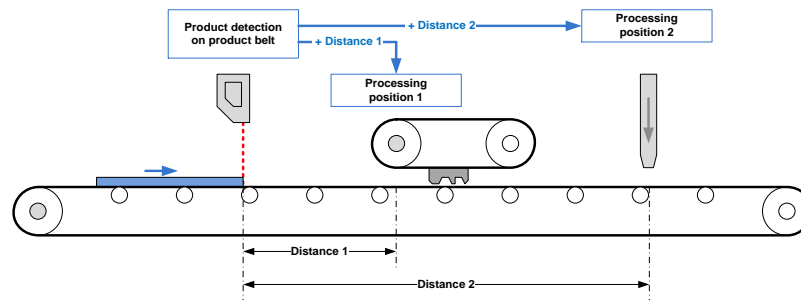 Product detection
on product belt
+ Distance 2
Processing
position 2
+ Distance 1
Processing
position 1
Distance 1
Distance 2